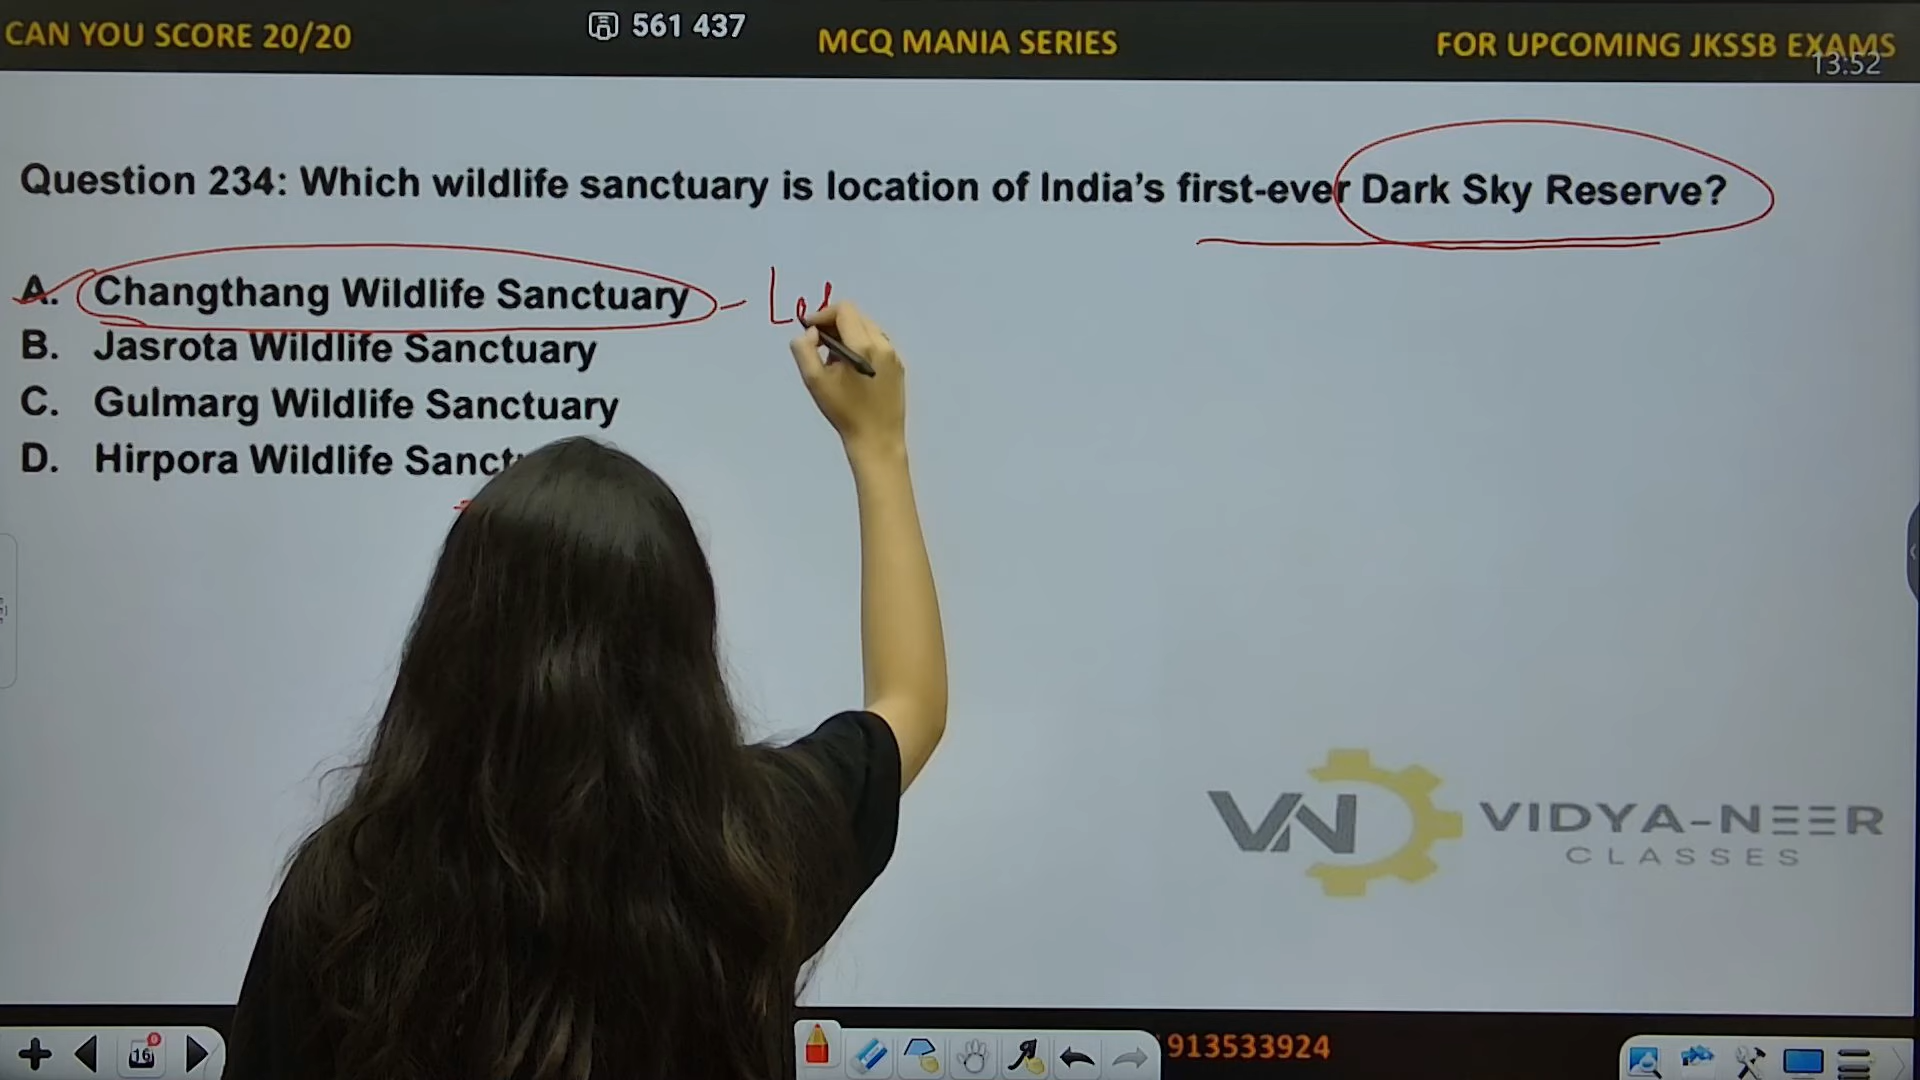 CAN YOU SCORE 20/20
561 437
MCQ MANIA SERIES
FOR UPCOMING JKSSB EXAMS
13:52
Question 234: Which wildlife sanctuary is location of India's first-ever Dark Sky Reserve?
A. Changthang Wildlife Sanctuary
B. Jasrota Wildlife Sanctuary
C. Gulmarg Wildlife Sanctuary
D. Hirpora Wildlife
VN VIDYA-NEER
CLASSES
16
913533924